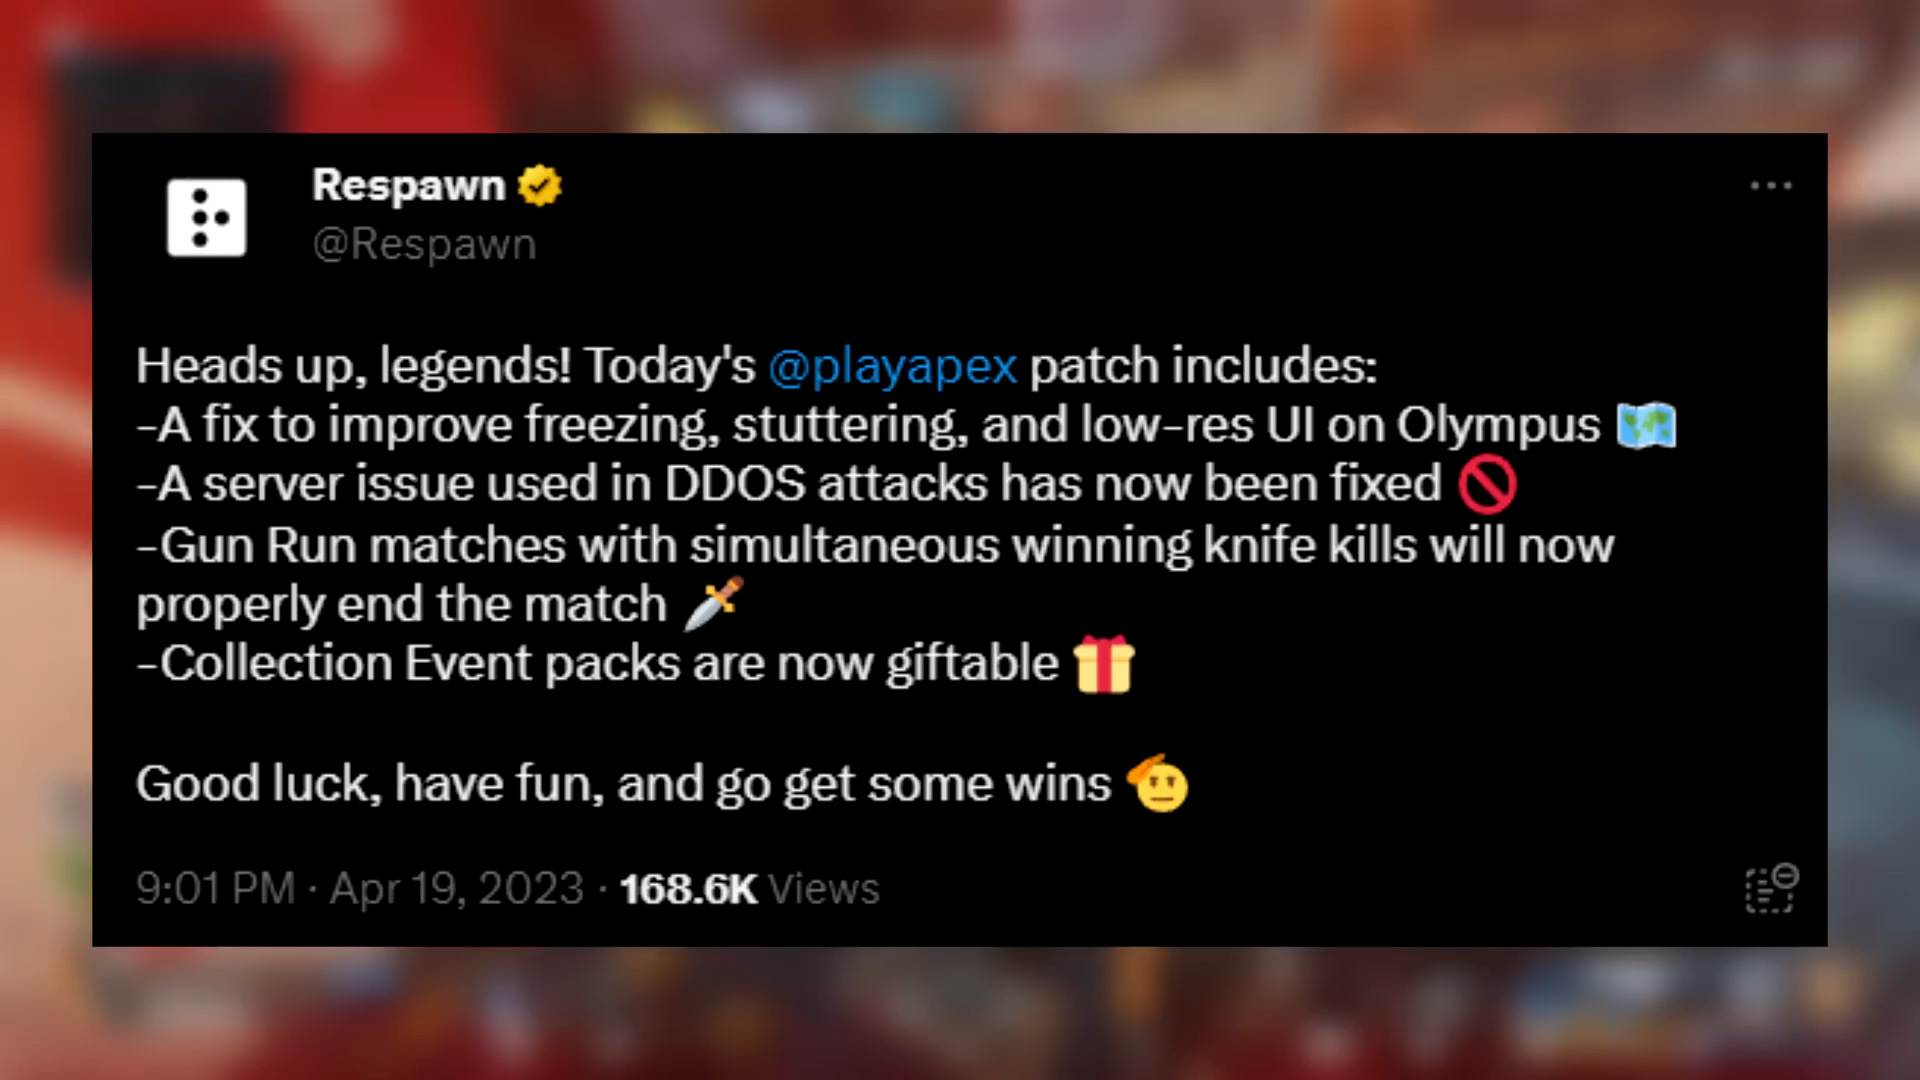 Respawn
@Respawn
Heads up, legends! Today's @playapex patch includes:
-A fix to improve freezing, stuttering, and low-res UI on Olympus 🗺️
-A server issue used in DDOS attacks has now been fixed 🚫
-Gun Run matches with simultaneous winning knife kills will now
properly end the match 🗡️
-Collection Event packs are now giftable 🎁
Good luck, have fun, and go get some wins 🫡
9:01 PM · Apr 19, 2023 · 168.6K Views